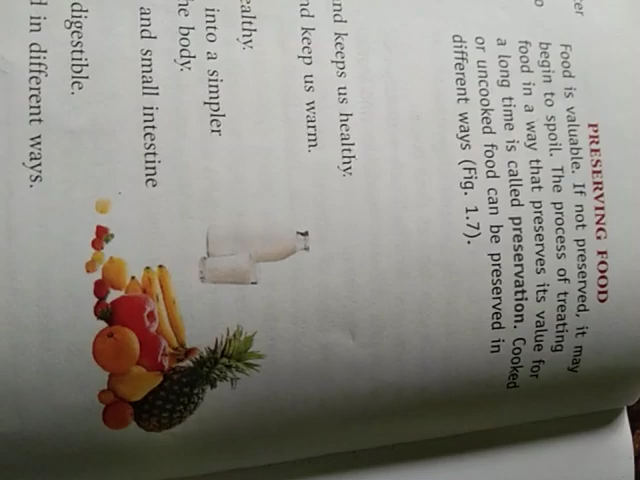 cer
o
PRESERVING FOOD
Food is valuable. If not preserved, it may
begin to spoil. The process of treating
food in a way that preserves its value for
a long time is called preservation. Cooked
or uncooked food can be preserved in
different ways (Fig. 1.7).
and keeps us healthy.
nd keep us warm.
ealthy.
into a simpler
he body.
and small intestine
digestible.
d in different ways.